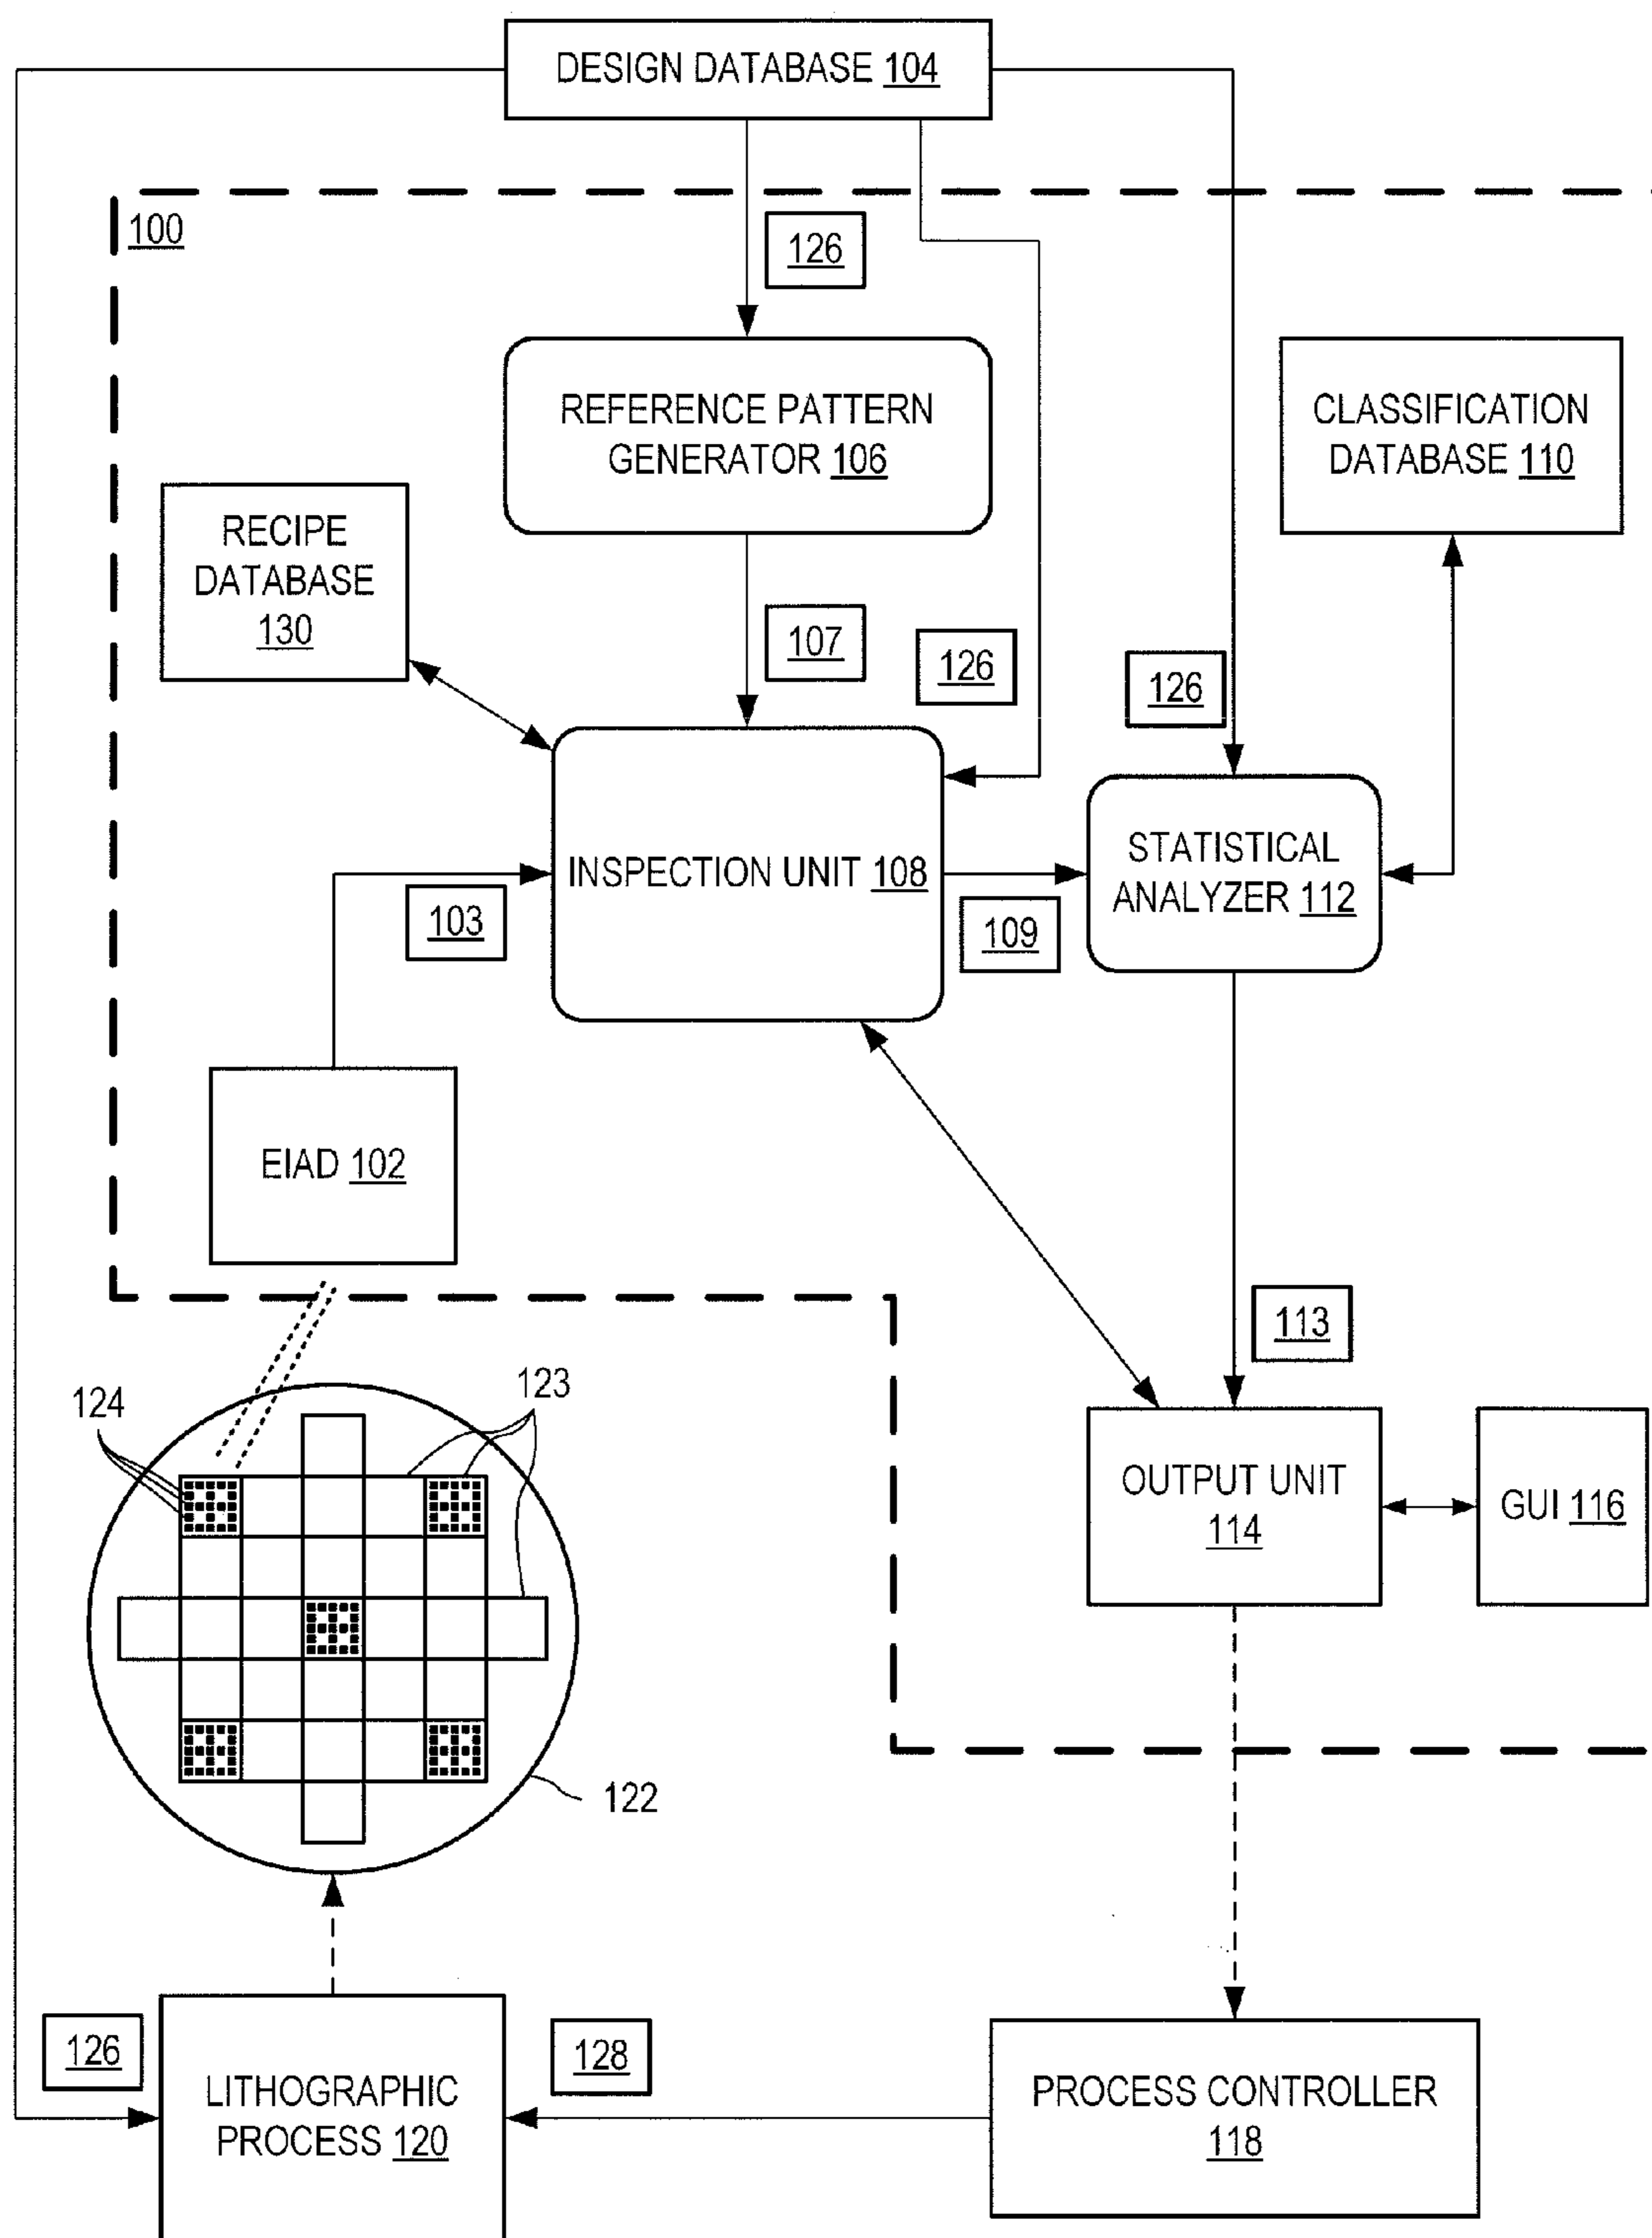 DESIGN DATABASE 104
100
126
REFERENCE PATTERN
GENERATOR 106
CLASSIFICATION
DATABASE 110
RECIPE
DATABASE
130
107
126
126
INSPECTION UNIT 108
STATISTICAL
ANALYZER 112
103
109
EIAD 102
113
124
123
OUTPUT UNIT
114
GUI 116
122
126
128
LITHOGRAPHIC
PROCESS 120
PROCESS CONTROLLER
118